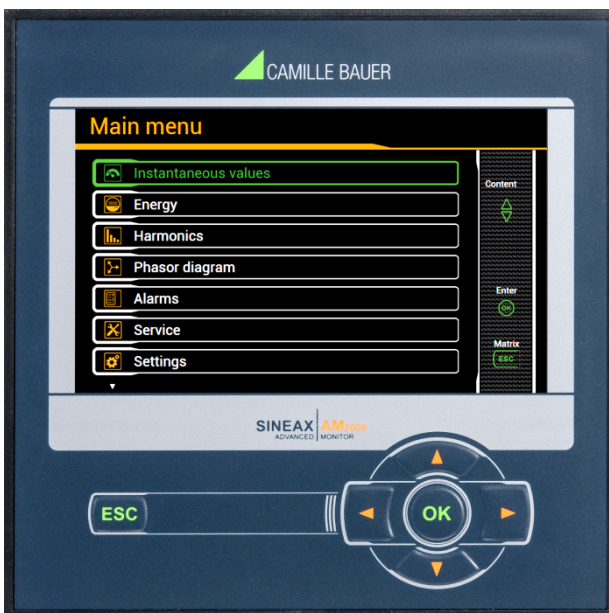 CAMILLE BAUER
Main menu
Instantaneous values
Content
Energy
Harmonics
Phasor diagram
Enter
OK
Alarms
Service
Matrix
ESC
Settings
SINEAX AM2000
ADVANCED MONITOR
ESC
OK